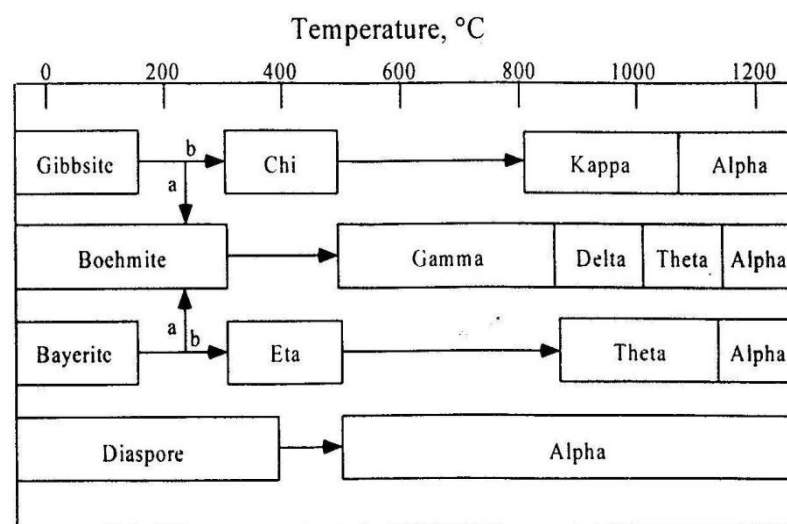 Temperature, °C
0 200 400 600 800 1000 1200
Gibbsite b Chi Kappa Alpha
a
Boehmite Gamma Delta Theta Alpha
a b
Bayerite Eta Theta Alpha
Diaspore Alpha